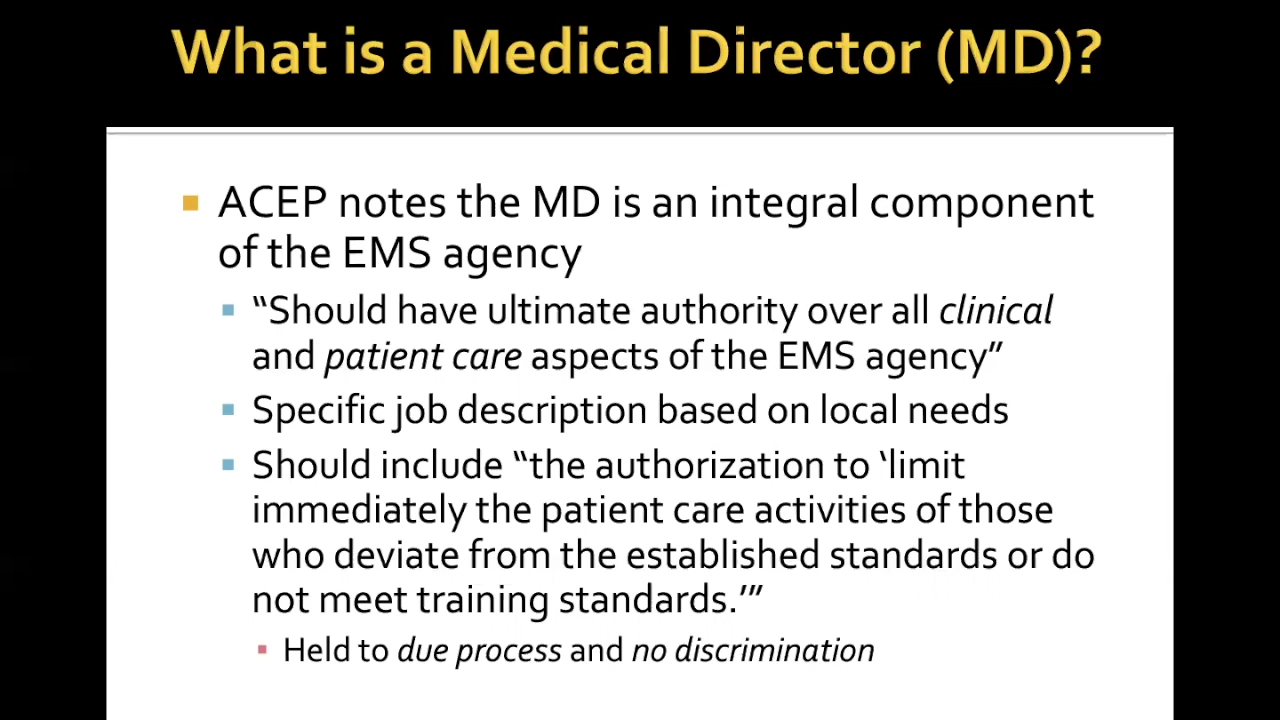 What is a Medical Director (MD)?
ACEP notes the MD is an integral component
of the EMS agency
“Should have ultimate authority over all clinical
and patient care aspects of the EMS agency”
Specific job description based on local needs
Should include “the authorization to ‘limit
immediately the patient care activities of those
who deviate from the established standards or do
not meet training standards.’”
Held to due process and no discrimination